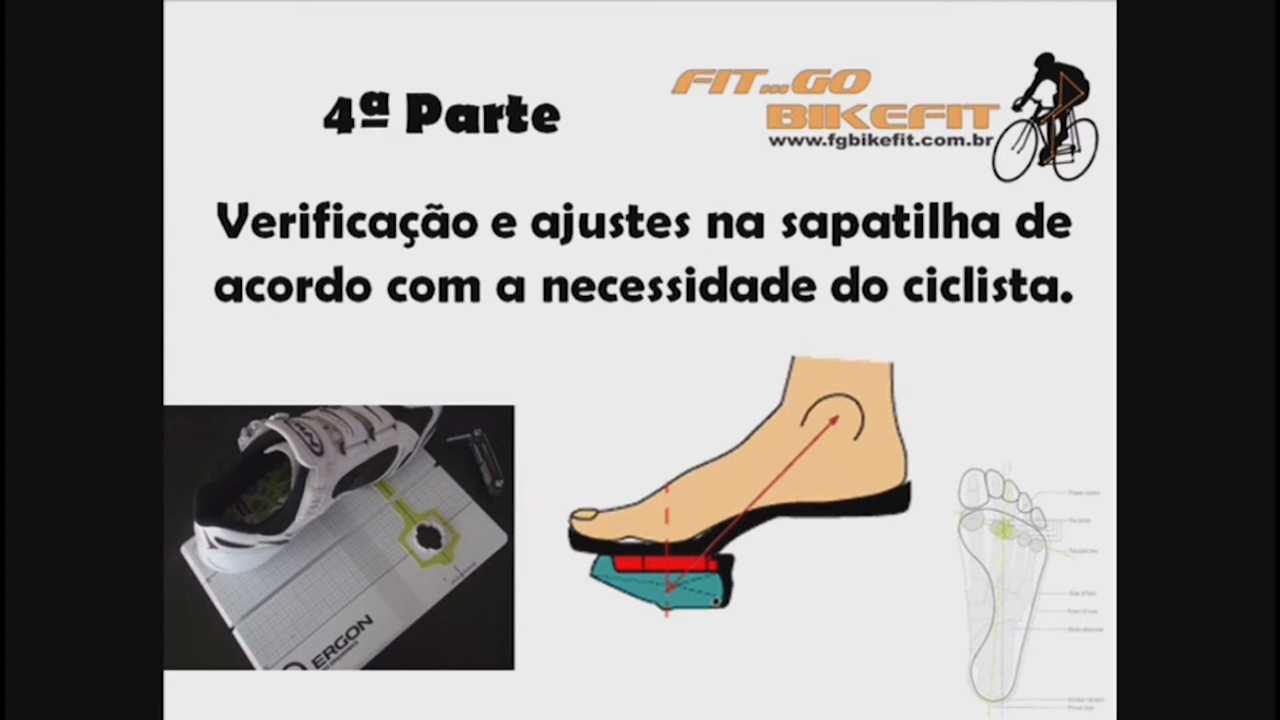 4ª Parte
FIT...GO
BIKEFIT
www.fgbikefit.com.br
Verificação e ajustes na sapatilha de
acordo com a necessidade do ciclista.
ERGON